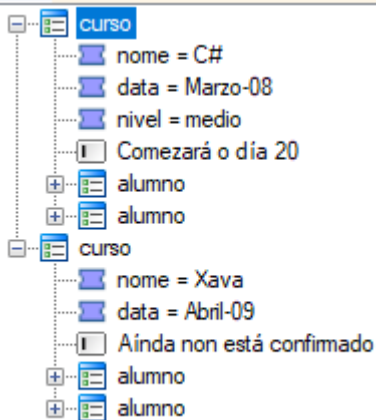 curso
nome = C#
data = Marzo-08
nivel = medio
Comezará o día 20
alumno
alumno
curso
nome = Xava
data = Abril-09
Aínda non está confirmado
alumno
alumno